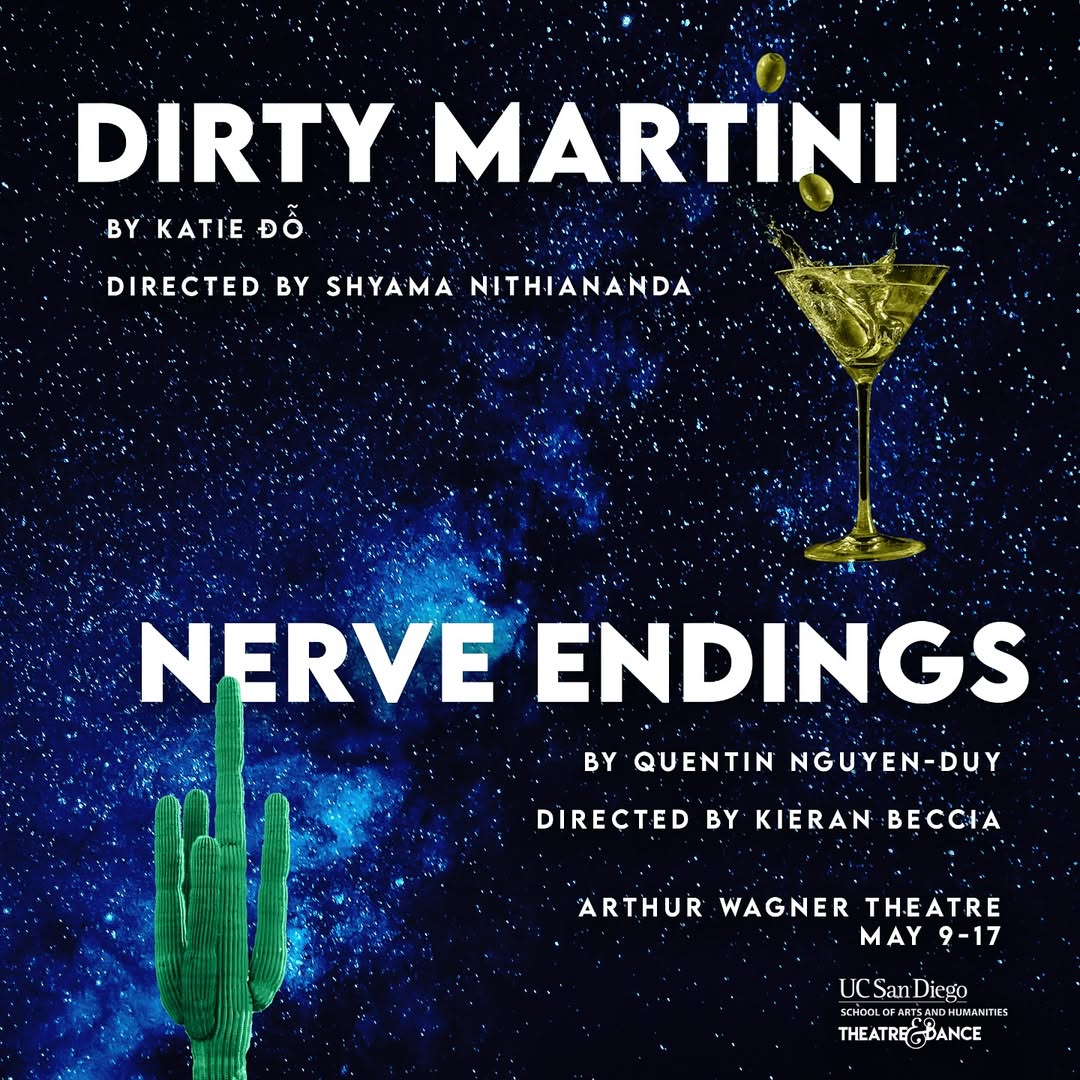 DIRTY MARTINI
BY KATIE ĐỖ
DIRECTED BY SHYAMA NITHIANANDA
NERVE ENDINGS
BY QUENTIN NGUYEN-DUY
DIRECTED BY KIERAN BECCIA
ARTHUR WAGNER THEATRE
MAY 9-17
UC San Diego
SCHOOL OF ARTS AND HUMANITIES
THEATRE&DANCE